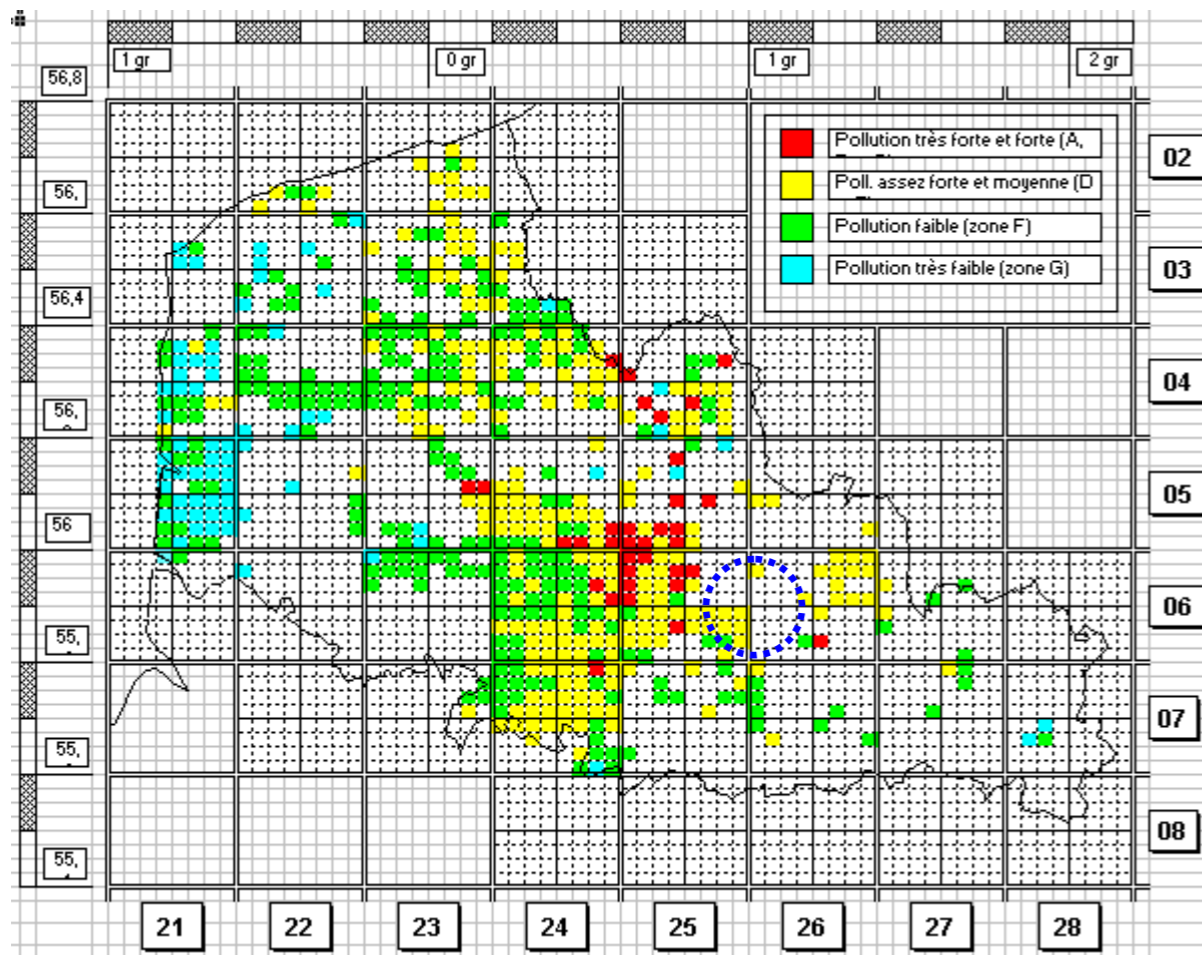 1 gr
0 gr
1 gr
2 gr
56,8
Pollution très forte et forte (A,
Poll. assez forte et moyenne (D
Pollution faible (zone F)
Pollution très faible (zone G)
02
56,
03
56,4
04
56,
05
56
06
55,
07
55,
08
55,
21
22
23
24
25
26
27
28